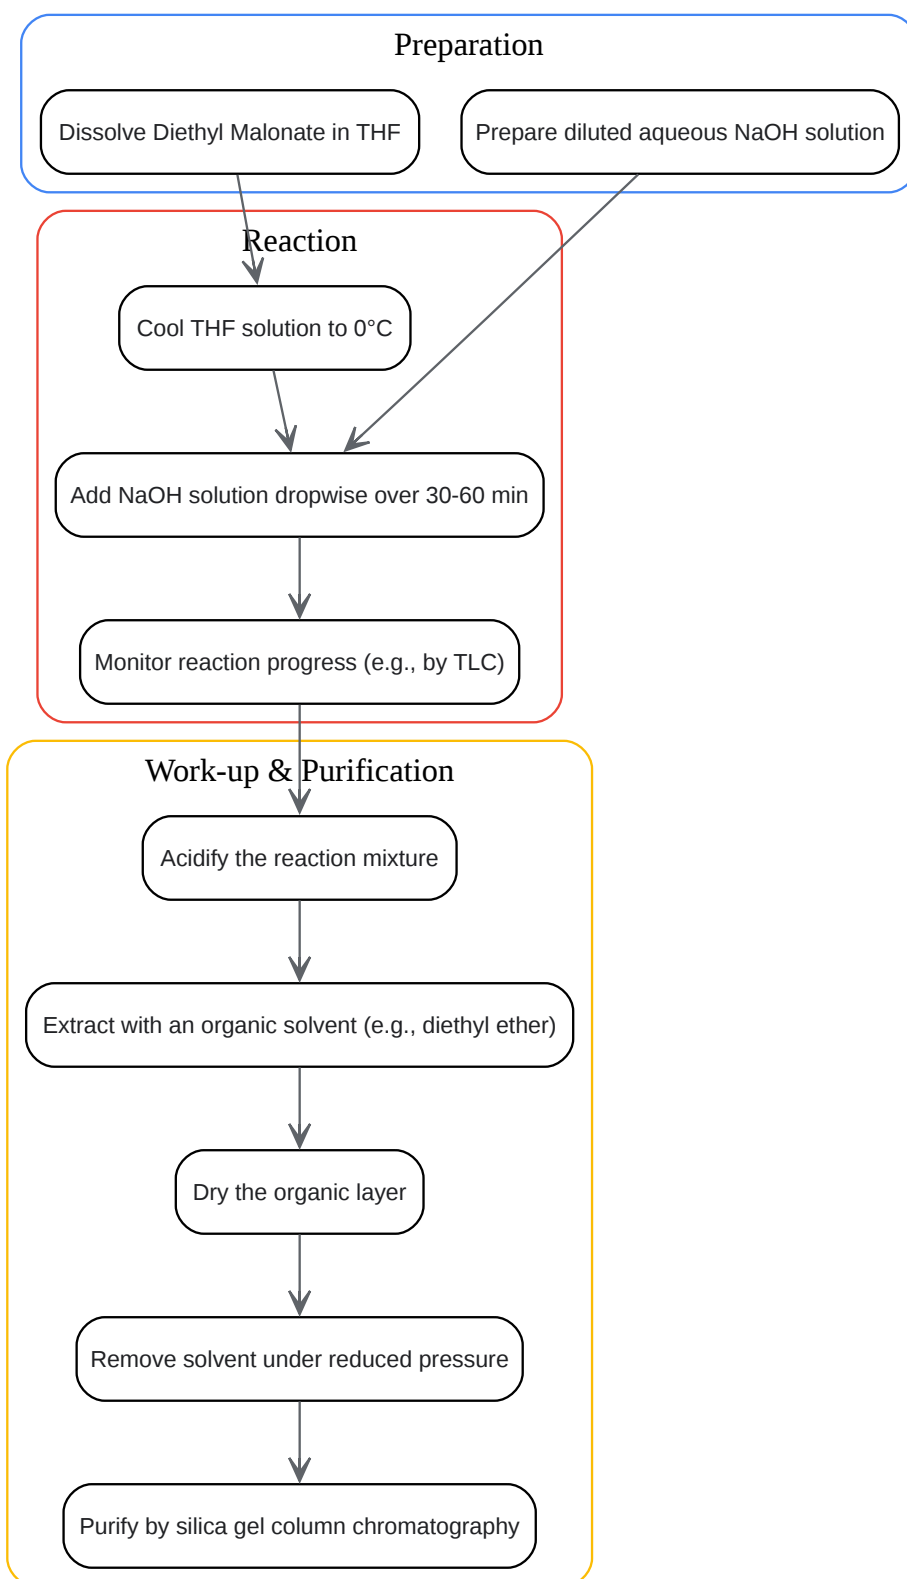 Preparation
Dissolve Diethyl Malonate in THF
Prepare diluted aqueous NaOH solution
Reaction
Cool THF solution to 0°C
Add NaOH solution dropwise over 30-60 min
Monitor reaction progress (e.g., by TLC)
Work-up & Purification
Acidify the reaction mixture
Extract with an organic solvent (e.g., diethyl ether)
Dry the organic layer
Remove solvent under reduced pressure
Purify by silica gel column chromatography